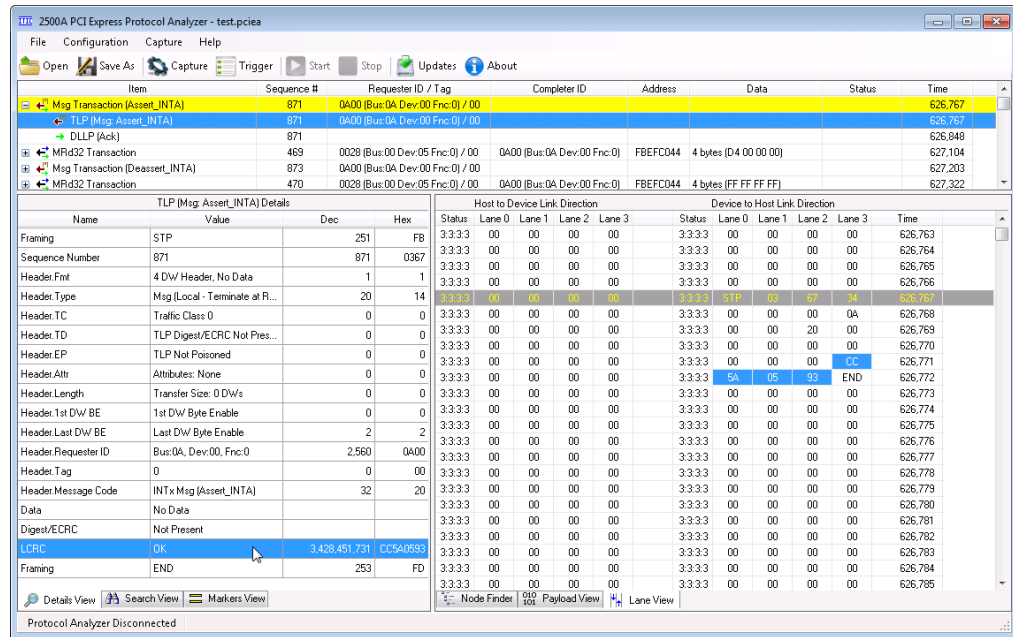 ITIC 2500A PCI Express Protocol Analyzer - test.pciea
File Configuration Capture Help
Open Save As Capture Trigger Start Stop Updates About
Item Sequence # Requester ID / Tag Completer ID Address Data Status Time
Msg Transaction (Assert_INTA) 871 0A00 (Bus:0A Dev:00 Fnc:0) / 00 626,767
TLP (Msg: Assert_INTA) 871 0A00 (Bus:0A Dev:00 Fnc:0) / 00 626,767
DLLP (Ack) 871 626,848
MRd32 Transaction 469 0028 (Bus:00 Dev:05 Fnc:0) / 00 0A00 (Bus:0A Dev:00 Fnc:0) FBEFC044 4 bytes (D4 00 00 00) 627,104
Msg Transaction (Deassert_INTA) 873 0A00 (Bus:0A Dev:00 Fnc:0) / 00 627,203
MRd32 Transaction 470 0028 (Bus:00 Dev:05 Fnc:0) / 00 0A00 (Bus:0A Dev:00 Fnc:0) FBEFC044 4 bytes (FF FF FF FF) 627,322
TLP (Msg: Assert_INTA) Details
Name Value Dec Hex
Framing STP 251 FB
Sequence Number 871 871 0367
Header.Fmt 4 DW Header, No Data 1 1
Header.Type Msg (Local - Terminate at R... 20 14
Header.TC Traffic Class 0 0 0
Header.TD TLP Digest/ECRC Not Pres... 0 0
Header.EP TLP Not Poisoned 0 0
Header.Attr Attributes: None 0 0
Header.Length Transfer Size: 0 DWs 0 0
Header.1st DW BE 1st DW Byte Enable 0 0
Header.Last DW BE Last DW Byte Enable 2 2
Header.Requester ID Bus:0A, Dev:00, Fnc:0 2,560 0A00
Header.Tag 0 0 00
Header.Message Code INTx Msg (Assert_INTA) 32 20
Data No Data
Digest/ECRC Not Present
LCRC OK 3,428,451,731 CC5A0593
Framing END 253 FD
Details View Search View Markers View
Host to Device Link Direction Device to Host Link Direction
Status Lane 0 Lane 1 Lane 2 Lane 3 Status Lane 0 Lane 1 Lane 2 Lane 3 Time
3:3:3:3 00 00 00 00 3:3:3:3 00 00 00 00 626,763
3:3:3:3 00 00 00 00 3:3:3:3 00 00 00 00 626,764
3:3:3:3 00 00 00 00 3:3:3:3 00 00 00 00 626,765
3:3:3:3 00 00 00 00 3:3:3:3 00 00 00 00 626,766
3:3:3:3 00 00 00 00 3:3:3:3 STP 03 67 34 626,767
3:3:3:3 00 00 00 00 3:3:3:3 00 00 00 0A 626,768
3:3:3:3 00 00 00 00 3:3:3:3 00 00 20 00 626,769
3:3:3:3 00 00 00 00 3:3:3:3 00 00 00 00 626,770
3:3:3:3 00 00 00 00 3:3:3:3 00 00 00 CC 626,771
3:3:3:3 00 00 00 00 3:3:3:3 5A 05 93 END 626,772
3:3:3:3 00 00 00 00 3:3:3:3 00 00 00 00 626,773
3:3:3:3 00 00 00 00 3:3:3:3 00 00 00 00 626,774
3:3:3:3 00 00 00 00 3:3:3:3 00 00 00 00 626,775
3:3:3:3 00 00 00 00 3:3:3:3 00 00 00 00 626,776
3:3:3:3 00 00 00 00 3:3:3:3 00 00 00 00 626,777
3:3:3:3 00 00 00 00 3:3:3:3 00 00 00 00 626,778
3:3:3:3 00 00 00 00 3:3:3:3 00 00 00 00 626,779
3:3:3:3 00 00 00 00 3:3:3:3 00 00 00 00 626,780
3:3:3:3 00 00 00 00 3:3:3:3 00 00 00 00 626,781
3:3:3:3 00 00 00 00 3:3:3:3 00 00 00 00 626,782
3:3:3:3 00 00 00 00 3:3:3:3 00 00 00 00 626,783
3:3:3:3 00 00 00 00 3:3:3:3 00 00 00 00 626,784
3:3:3:3 00 00 00 00 3:3:3:3 00 00 00 00 626,785
Node Finder 010 101 Payload View Lane View
Protocol Analyzer Disconnected